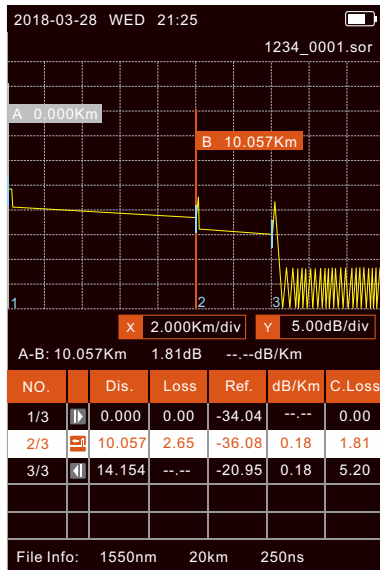 2018-03-28 WED 21:25
1234_0001.sor
A 0.000Km
B 10.057Km
1 2 3
X 2.000Km/div Y 5.00dB/div
A-B: 10.057Km 1.81dB --.--dB/Km
NO. Dis. Loss Ref. dB/Km C.Loss
1/3 0.000 0.00 -34.04 --.-- 0.00
2/3 10.057 2.65 -36.08 0.18 1.81
3/3 14.154 --.-- -20.95 0.18 5.20
File Info: 1550nm 20km 250ns